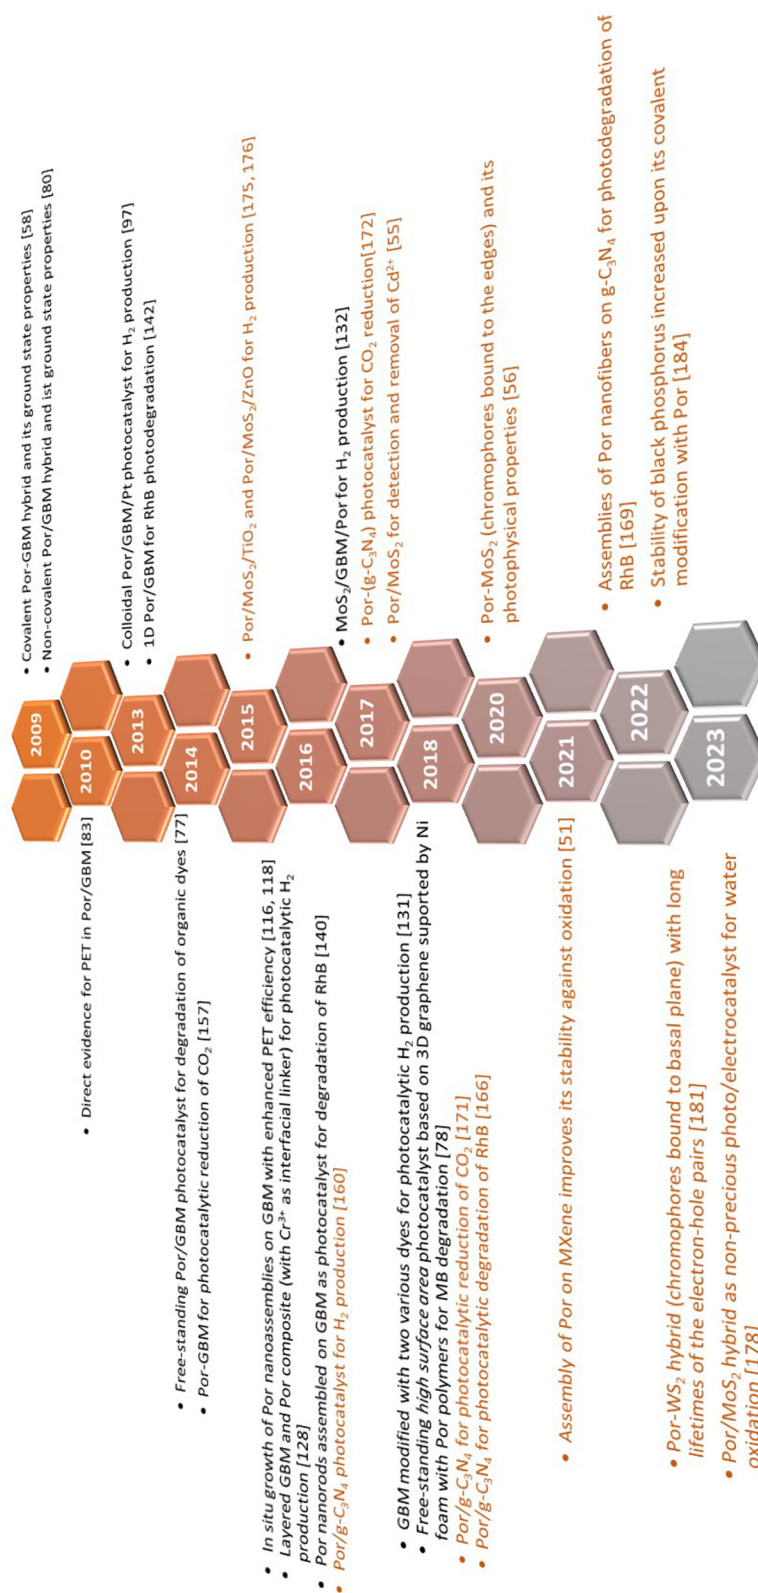 • Covalent Por-GBM hybrid and its ground state properties [58]
• Non-covalent Por/GBM hybrid and ist ground state properties [80]
• Colloidal Por/GBM/Pt photocatalyst for H₂ production [97]
• 1D Por/GBM for RhB photodegradation [142]
• Por/MoS₂/TiO₂ and Por/MoS₂/ZnO for H₂ production [175, 176]
• MoS₂/GBM/Por for H₂ production [132]
• Por-(g-C₃N₄) photocatalyst for CO₂ reduction[172]
• Por/MoS₂ for detection and removal of Cd²⁺ [55]
• Por-MoS₂ (chromophores bound to the edges) and its
photophysical properties [56]
• Assemblies of Por nanofibers on g-C₃N₄ for photodegradation of
RhB [169]
• Stability of black phosphorus increased upon its covalent
modification with Por [184]
2009
2010
2013
2014
2015
2016
2017
2018
2020
2021
2022
2023
• Direct evidence for PET in Por/GBM [83]
• Free-standing Por/GBM photocatalyst for degradation of organic dyes [77]
• Por-GBM for photocatalytic reduction of CO₂ [157]
• In situ growth of Por nanoassemblies on GBM with enhanced PET efficiency [116, 118]
• Layered GBM and Por composite (with Cr³⁺ as interfacial linker) for photocatalytic H₂
production [128]
• Por nanorods assembled on GBM as photocatalyst for degradation of RhB [140]
• Por/g-C₃N₄ photocatalyst for H₂ production [160]
• GBM modified with two various dyes for photocatalytic H₂ production [131]
• Free-standing high surface area photocatalyst based on 3D graphene suported by Ni
foam with Por polymers for MB degradation [78]
• Por/g-C₃N₄ for photocatalytic reduction of CO₂ [171]
• Por/g-C₃N₄ for photocatalytic degradation of RhB [166]
• Assembly of Por on MXene improves its stability against oxidation [51]
• Por-WS₂ hybrid (chromophores bound to basal plane) with long
lifetimes of the electron-hole pairs [181]
• Por/MoS₂ hybrid as non-precious photo/electrocatalyst for water
oxidation [178]